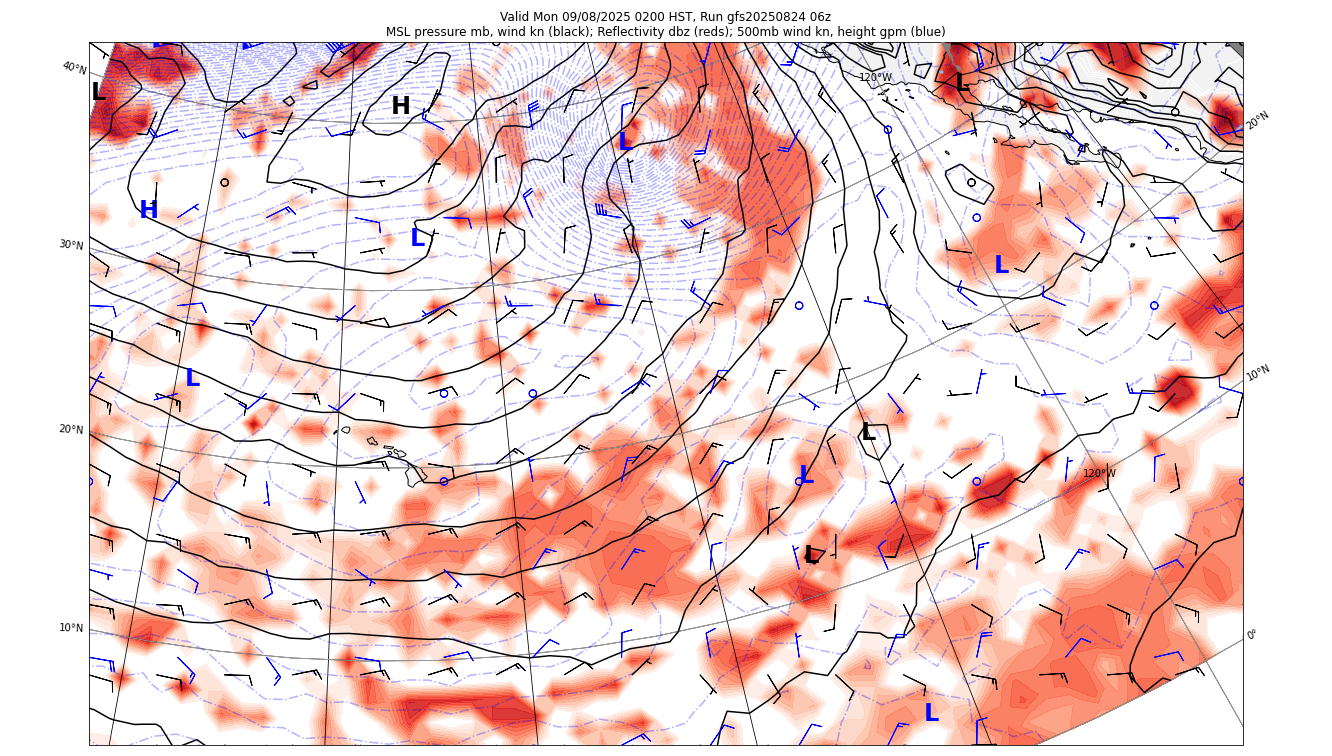 Valid Mon 09/08/2025 0200 HST, Run gfs20250824 06z
MSL pressure mb, wind kn (black); Reflectivity dbz (reds); 500mb wind kn, height gpm (blue)
40°N
120°W
20°N
L
H
L
L
H
L
30°N
L
10°N
L
20°N
L
L
120°W
L
10°N
0°
L